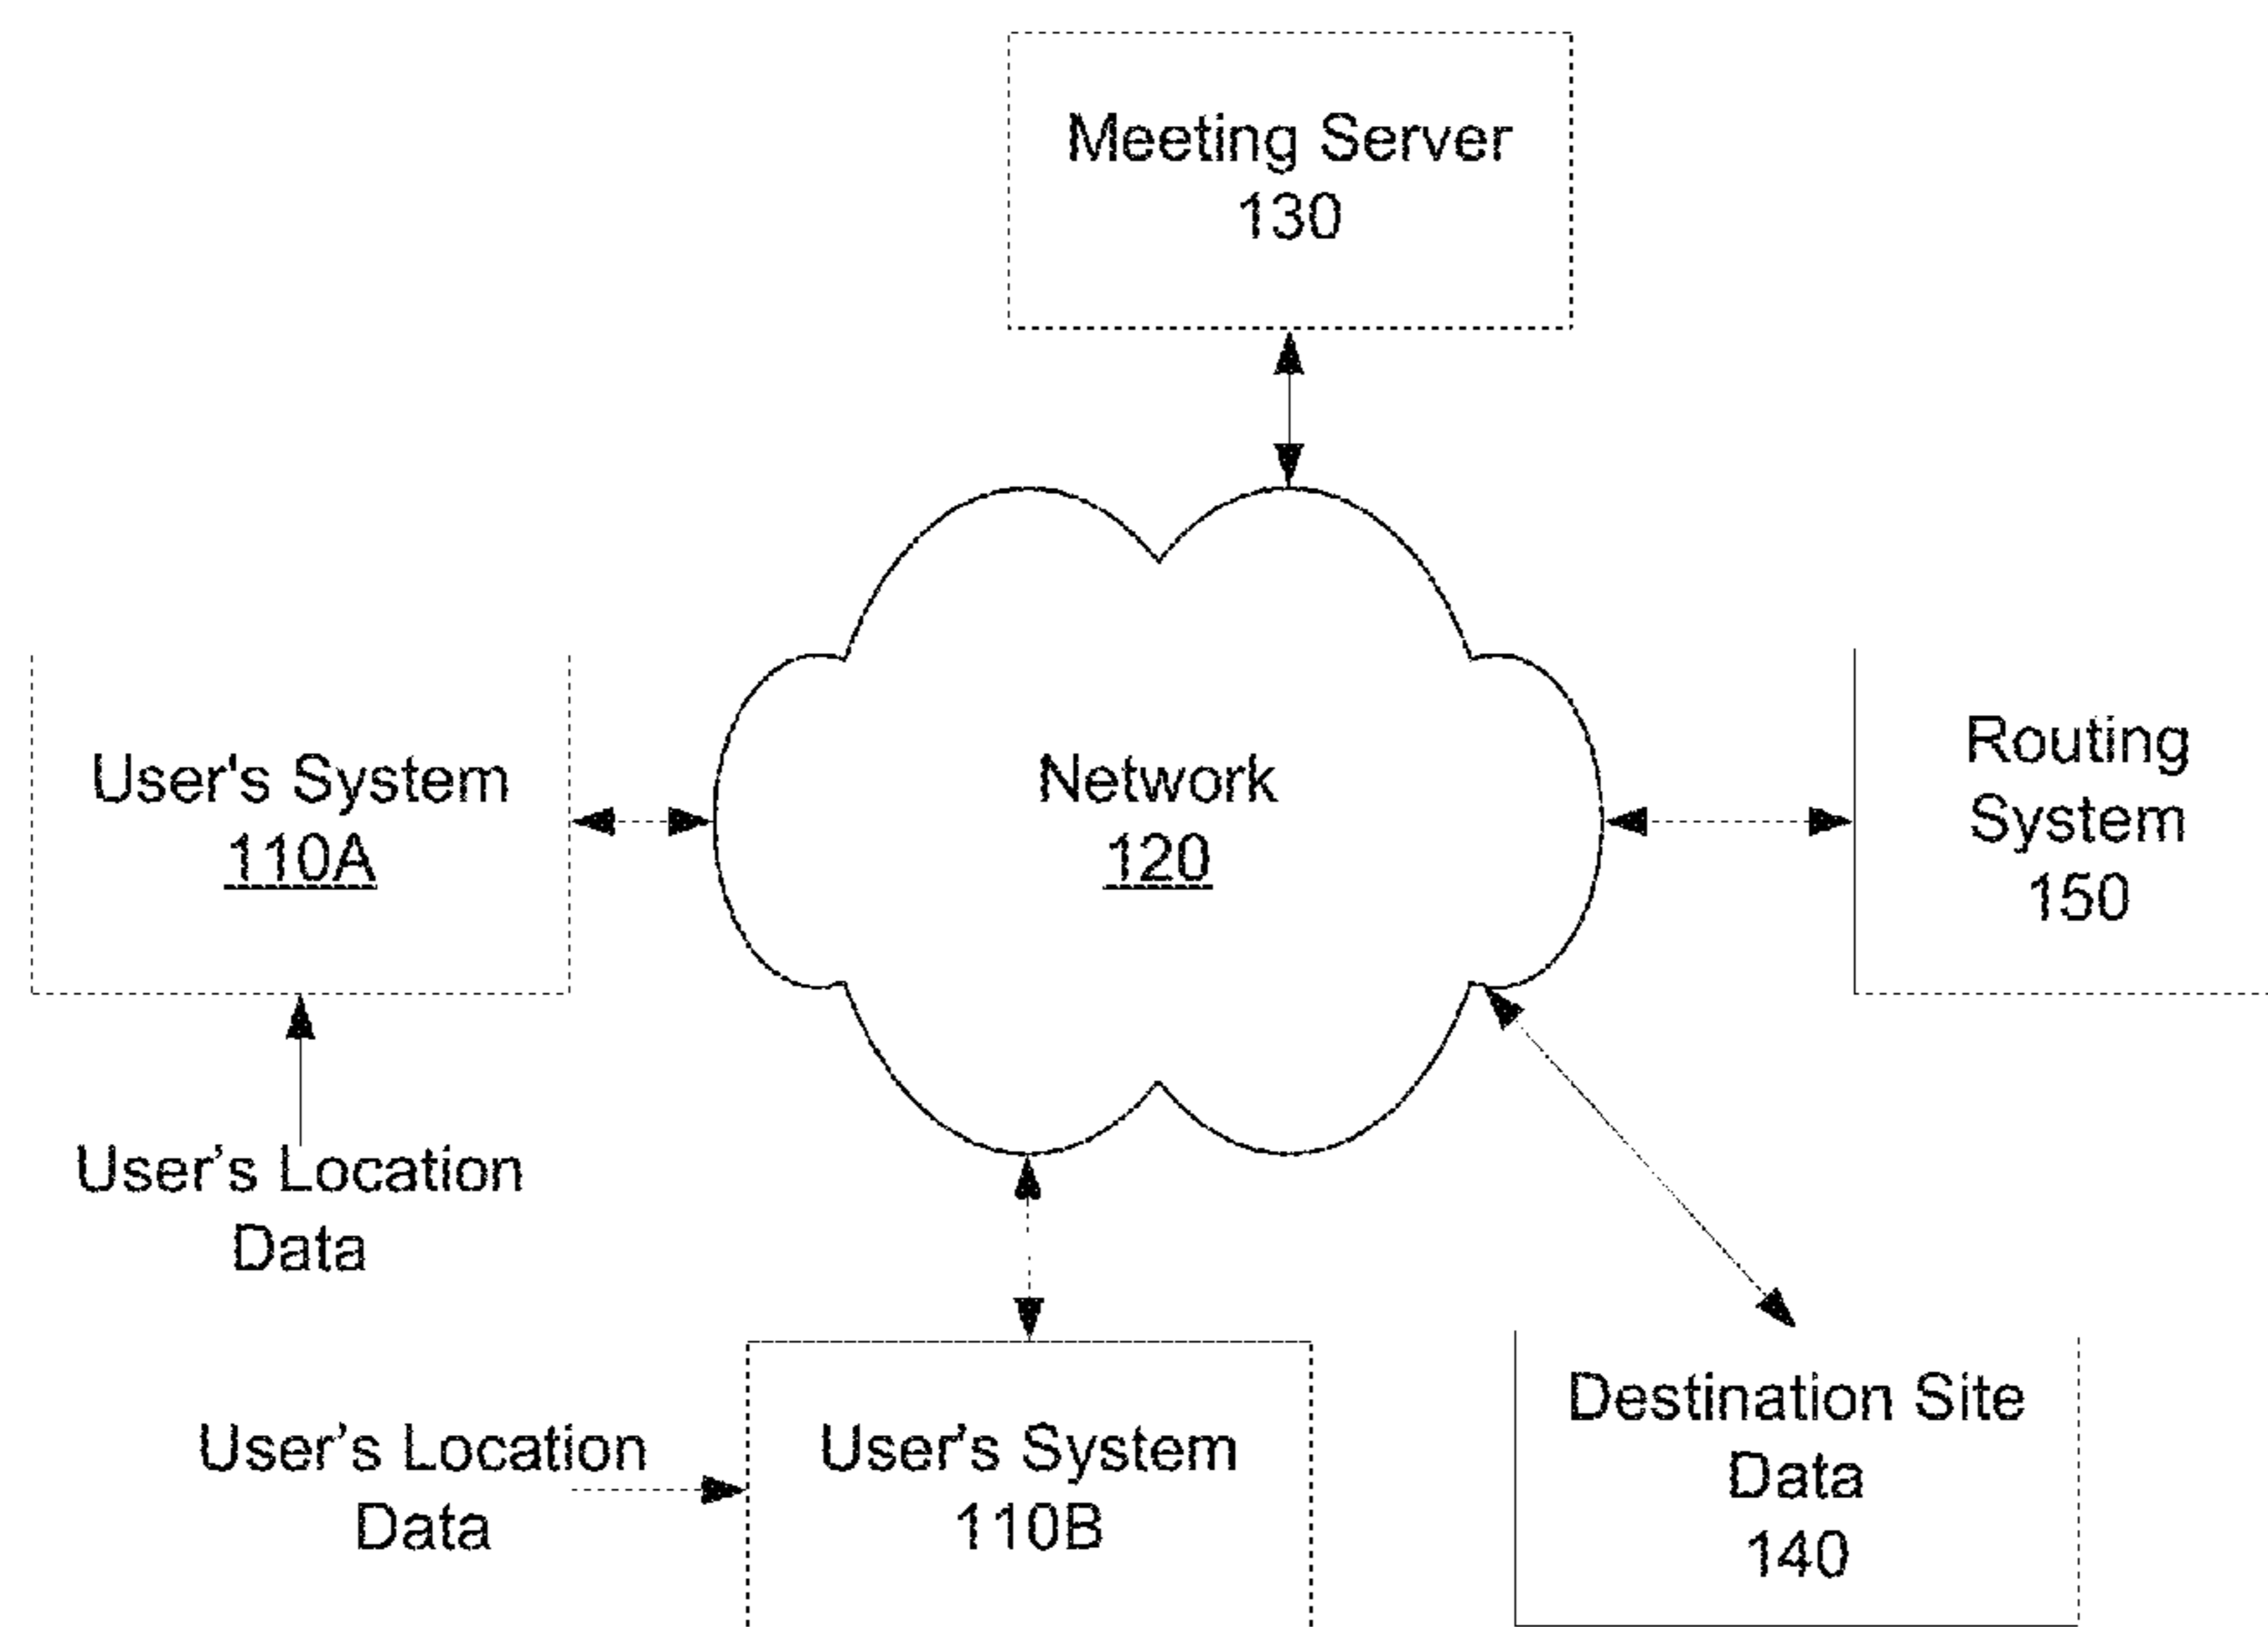 Meeting Server
130
User's System
110A
Network
120
Routing
System
150
User’s Location
Data
User’s Location
Data
User's System
110B
Destination Site
Data
140